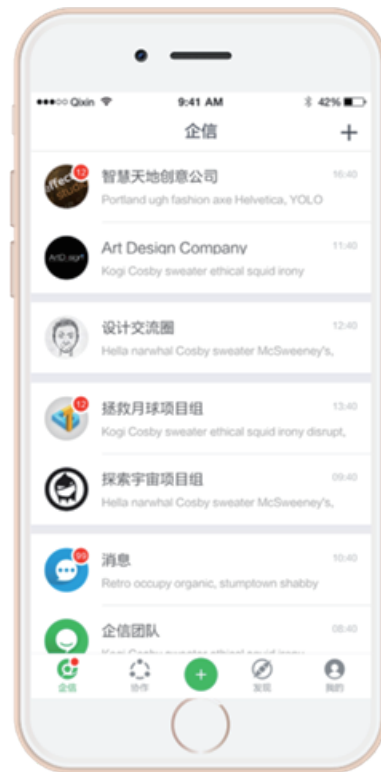 Qixin
9:41 AM
42%
企信
12
智慧天地创意公司
16:40
Portland ugh fashion axe Helvetica, YOLO
Art Design Company
11:40
Kogi Cosby sweater ethical squid irony
设计交流圈
12:40
Hella narwhal Cosby sweater McSweeney's,
12
拯救月球项目组
13:40
Kogi Cosby sweater ethical squid irony disrupt,
探索宇宙项目组
09:40
Hella narwhal Cosby sweater McSweeney's,
99
消息
10:40
Retro occupy organic, stumptown shabby
企信团队
08:40
企信
协作
发现
我的